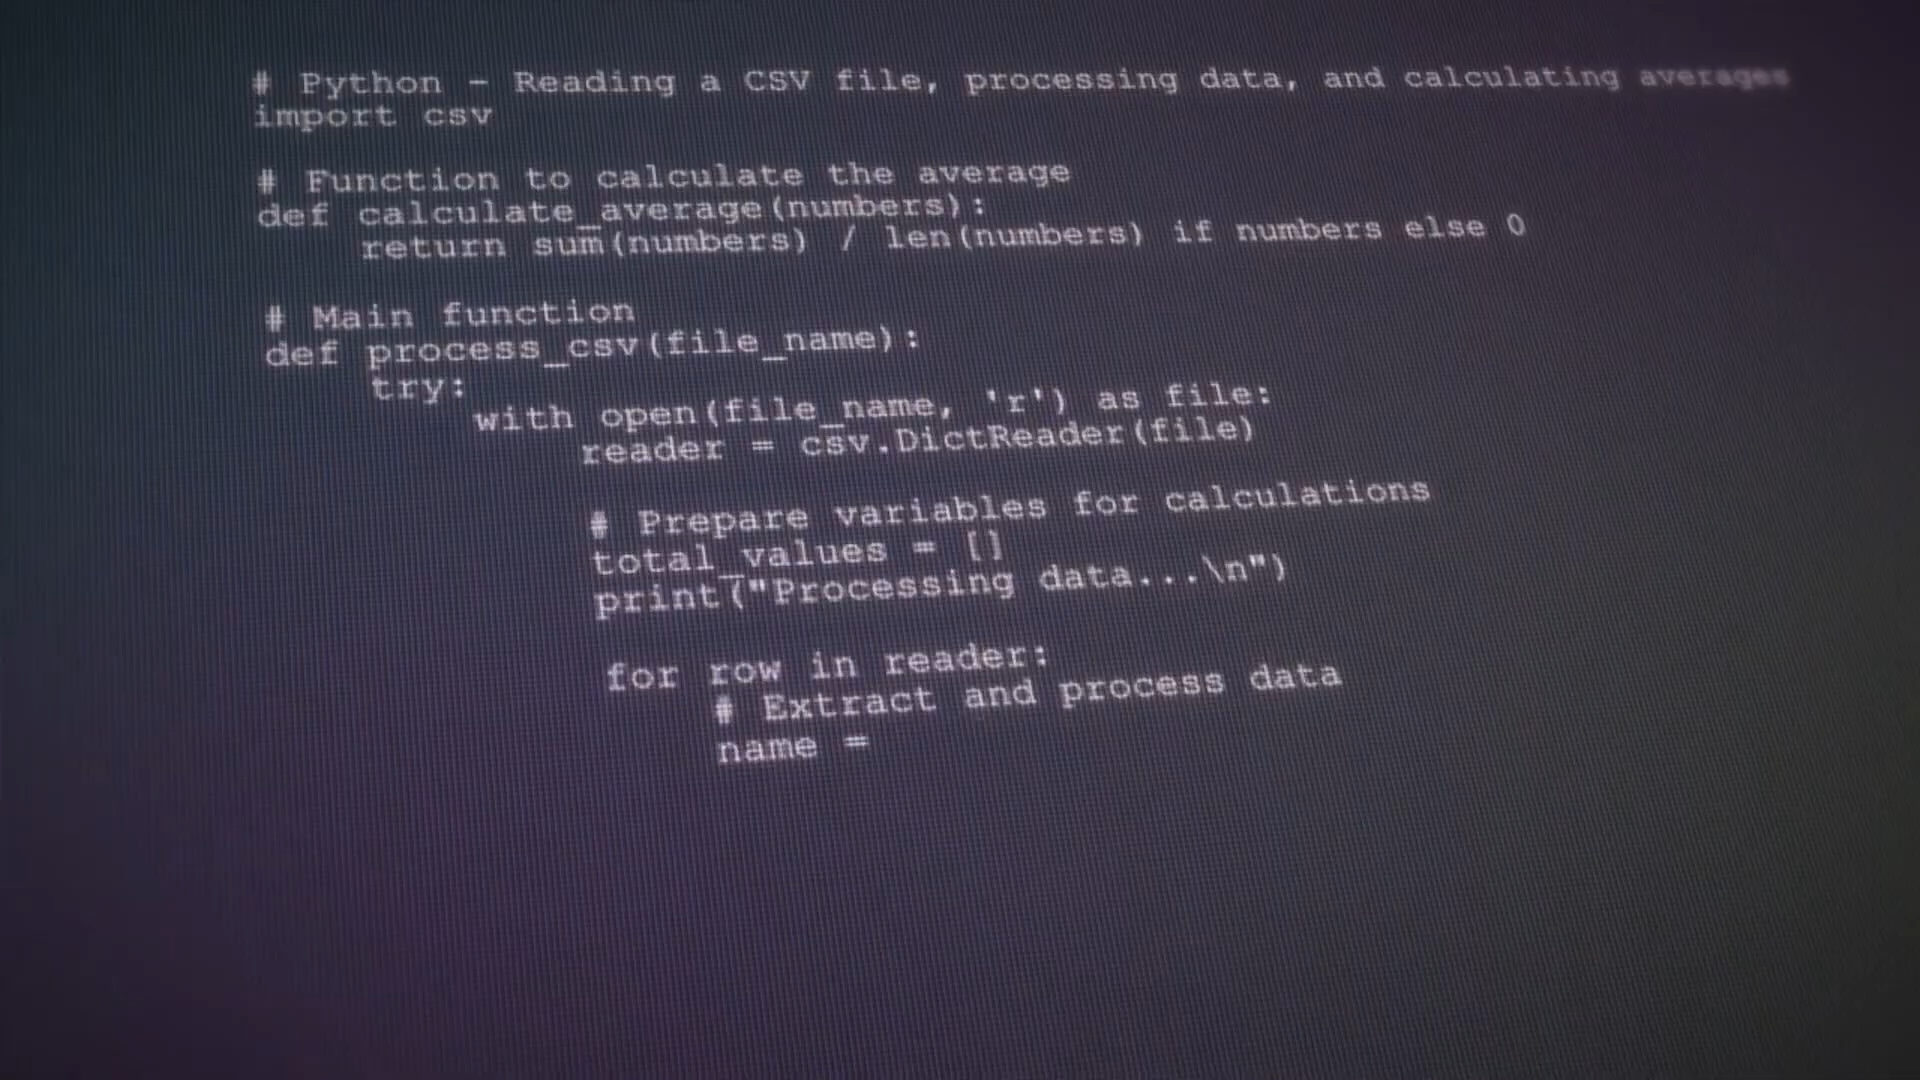 # Python - Reading a CSV file, processing data, and calculating averages
import csv
# Function to calculate the average
def calculate_average(numbers):
return sum(numbers) / len(numbers) if numbers else 0
# Main function
def process_csv(file_name):
try:
with open(file_name, 'r') as file:
reader = csv.DictReader(file)
# Prepare variables for calculations
total_values = []
print("Processing data...\n")
for row in reader:
# Extract and process data
name =